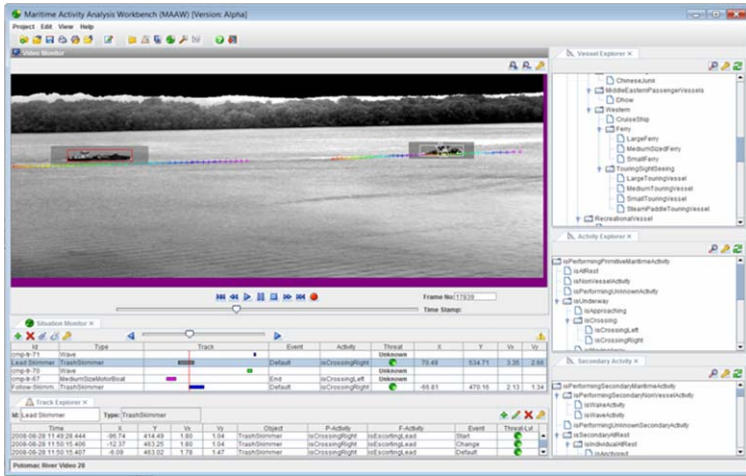 Maritime Activity Analysis Workbench (MAAW) [Version: Alpha]
Project Edit View Help
Video Monitor
Frame No: 17939
Time Stamp:
Situation Monitor
Id Type Track Event Activity Threat X Y Vx Vy
cmp-tr-71 Wave Unknown
Lead Skimmer TrashSkimmer Default isCrossingRight 70.49 534.71 3.35 2.66
cmp-tr-70 Wave Unknown
cmp-tr-67 MediumSizeMotorBoat End isCrossingLeft Unknown
Follow-Skimm.. TrashSkimmer Default isCrossingRight -66.81 470.16 2.13 1.34
Track Explorer
Id: Lead Skimmer Type: TrashSkimmer
Time X Y Vx Vy Object P-Activity F-Activity Event Threat-Lvl
2008-08-28 11:49:28.444 -96.74 414.49 1.80 1.04 TrashSkimmer isCrossingRight isEscortingLead Start
2008-08-28 11:50:15.406 -12.37 463.25 1.80 1.04 TrashSkimmer isCrossingRight isEscortingLead Change
2008-08-28 11:50:15.407 -6.09 463.02 1.78 1.47 TrashSkimmer isCrossingRight isEscortingLead Default
Potomac River Video 28
Vessel Explorer
ChineseJunk
MiddleEasternPassengerVessels
Dhow
Western
CruiseShip
Ferry
LargeFerry
MediumSizedFerry
SmallFerry
TouringSightSeeing
LargeTouringVessel
MediumTouringVessel
SmallTouringVessel
SteamPaddleTouringVessel
RecreationalVessel
Activity Explorer
isPerformingPrimitiveMaritimeActivity
isAtRest
isNonVesselActivity
isPerformingUnknownActivity
isUnderway
isApproaching
isCrossing
isCrossingLeft
isCrossingRight
Secondary Activity
isPerformingSecondaryMaritimeActivity
isPerformingSecondaryNonVesselActivity
isWakeActivity
isWaveActivity
isPerformingUnknownSecondaryActivity
isSecondaryAtRest
isIndividualAtRest
isAnchored